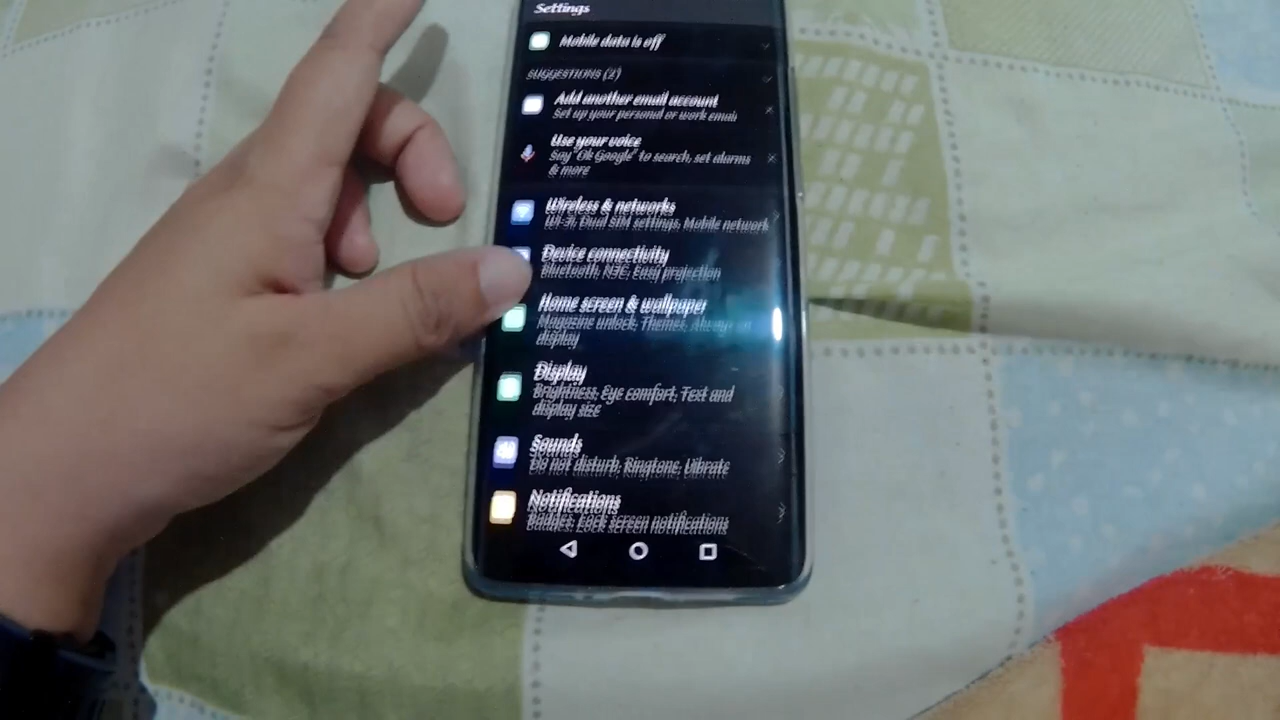 Settings
Mobile data is off
SUGGESTIONS (2)
Add another email account
Set up your personal or work email
Use your voice
Say "Ok Google" to search, set alarms
& more
Wireless & networks
Wi-Fi, Dual SIM settings, Mobile network
Device connectivity
Bluetooth, NFC, Easy projection
Home screen & wallpaper
Magazine unlock, Themes, Always on
display
Display
Brightness, Eye comfort, Text and
display size
Sounds
Do not disturb, Ringtone, Vibrate
Notifications
Badges, Lock screen notifications